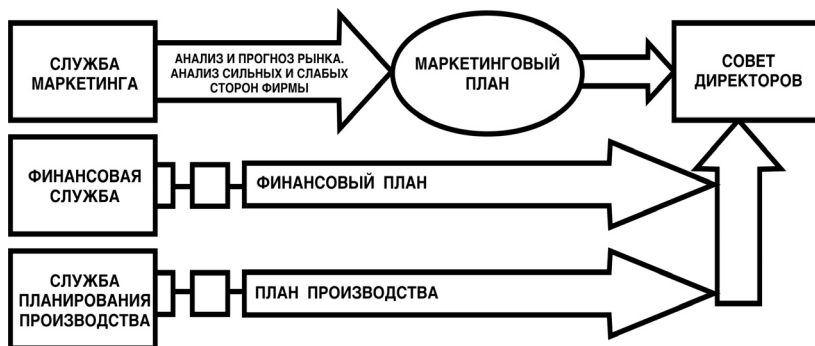 СЛУЖБА
МАРКЕТИНГА
АНАЛИЗ И ПРОГНОЗ РЫНКА.
АНАЛИЗ СИЛЬНЫХ И СЛАБЫХ
СТОРОН ФИРМЫ
МАРКЕТИНГОВЫЙ
ПЛАН
СОВЕТ
ДИРЕКТОРОВ
ФИНАНСОВАЯ
СЛУЖБА
ФИНАНСОВЫЙ ПЛАН
СЛУЖБА
ПЛАНИРОВАНИЯ
ПРОИЗВОДСТВА
ПЛАН ПРОИЗВОДСТВА